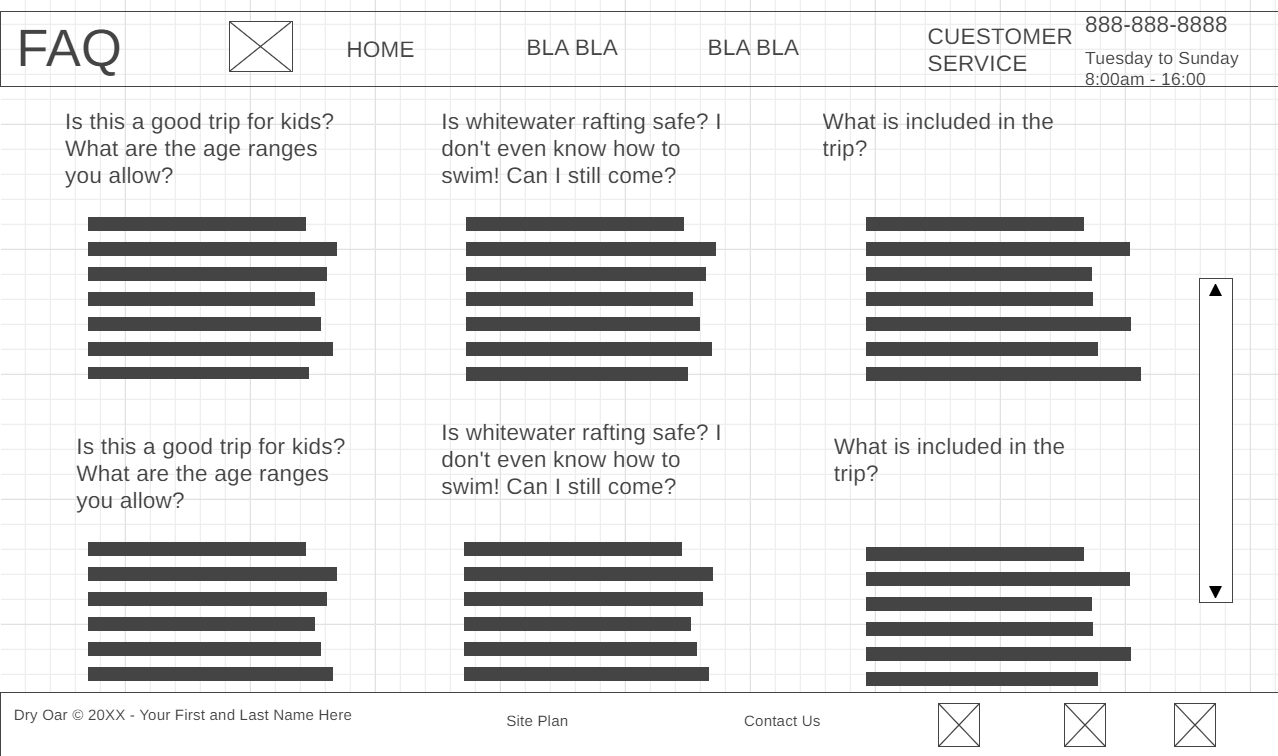 FAQ
HOME
BLA BLA
BLA BLA
CUESTOMER
SERVICE
888-888-8888
Tuesday to Sunday
8:00am - 16:00
Is this a good trip for kids?
What are the age ranges
you allow?
Is whitewater rafting safe? I
don't even know how to
swim! Can I still come?
What is included in the
trip?
Is this a good trip for kids?
What are the age ranges
you allow?
Is whitewater rafting safe? I
don't even know how to
swim! Can I still come?
What is included in the
trip?
Dry Oar © 20XX - Your First and Last Name Here
Site Plan
Contact Us